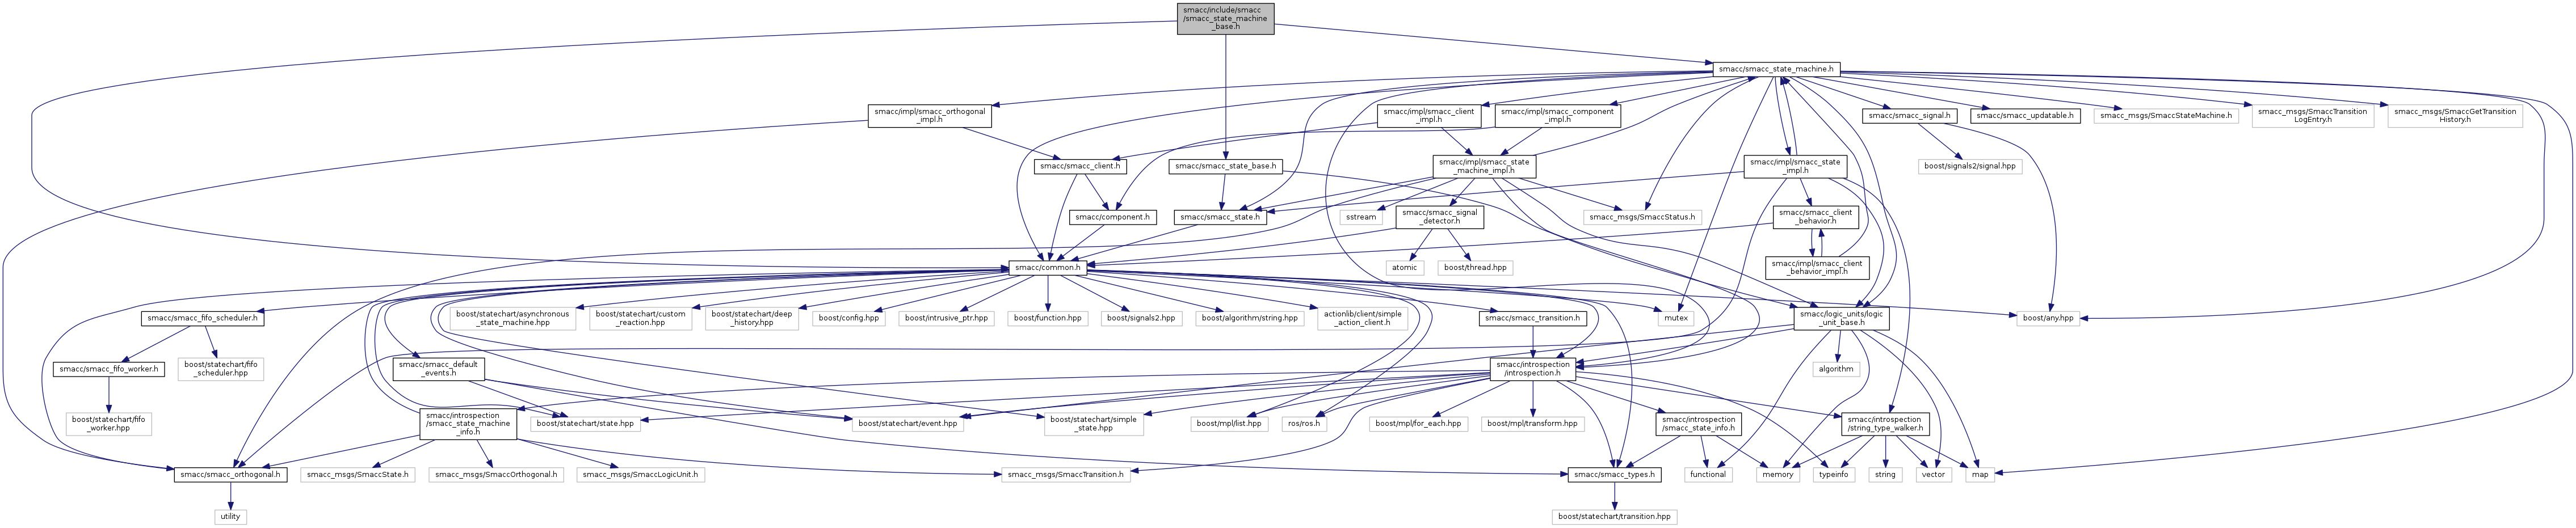 smacc/include/smacc
/smacc_state_machine
_base.h
smacc/smacc_state_machine.h
smacc/impl/smacc_orthogonal
_impl.h
smacc/impl/smacc_client
_impl.h
smacc/impl/smacc_component
_impl.h
smacc/smacc_signal.h
smacc/smacc_updatable.h
smacc_msgs/SmaccStateMachine.h
smacc_msgs/SmaccTransition
LogEntry.h
smacc_msgs/SmaccGetTransition
History.h
smacc/smacc_client.h
smacc/smacc_state_base.h
smacc/impl/smacc_state
_machine_impl.h
smacc/impl/smacc_state
_impl.h
boost/signals2/signal.hpp
smacc/component.h
smacc/smacc_state.h
sstream
smacc/smacc_signal
_detector.h
smacc_msgs/SmaccStatus.h
smacc/smacc_client
_behavior.h
smacc/common.h
atomic
boost/thread.hpp
smacc/impl/smacc_client
_behavior_impl.h
smacc/smacc_fifo_scheduler.h
boost/statechart/asynchronous
_state_machine.hpp
boost/statechart/custom
_reaction.hpp
boost/statechart/deep
_history.hpp
boost/config.hpp
boost/intrusive_ptr.hpp
boost/function.hpp
boost/signals2.hpp
boost/algorithm/string.hpp
actionlib/client/simple
_action_client.h
smacc/smacc_transition.h
mutex
smacc/logic_units/logic
_unit_base.h
boost/any.hpp
smacc/smacc_fifo_worker.h
boost/statechart/fifo
_scheduler.hpp
smacc/smacc_default
_events.h
smacc/introspection
/introspection.h
algorithm
boost/statechart/fifo
_worker.hpp
smacc/introspection
/smacc_state_machine
_info.h
boost/statechart/state.hpp
boost/statechart/event.hpp
boost/statechart/simple
_state.hpp
boost/mpl/list.hpp
ros/ros.h
boost/mpl/for_each.hpp
boost/mpl/transform.hpp
smacc/introspection
/smacc_state_info.h
smacc/introspection
/string_type_walker.h
smacc/smacc_orthogonal.h
smacc_msgs/SmaccState.h
smacc_msgs/SmaccOrthogonal.h
smacc_msgs/SmaccLogicUnit.h
smacc_msgs/SmaccTransition.h
smacc/smacc_types.h
functional
memory
typeinfo
string
vector
map
utility
boost/statechart/transition.hpp